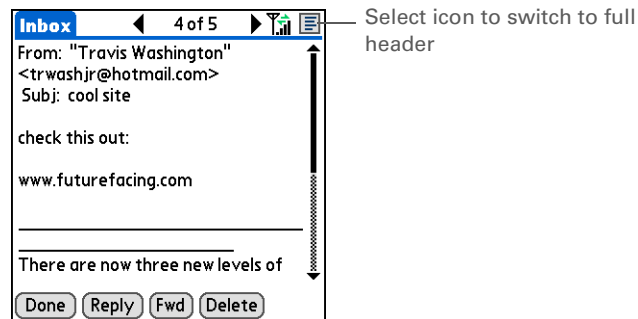 Inbox 4 of 5
Select icon to switch to full
header
From: "Travis Washington"
<trwashjr@hotmail.com>
Subj: cool site
check this out:
www.futurefacing.com
There are now three new levels of
Done Reply Fwd Delete